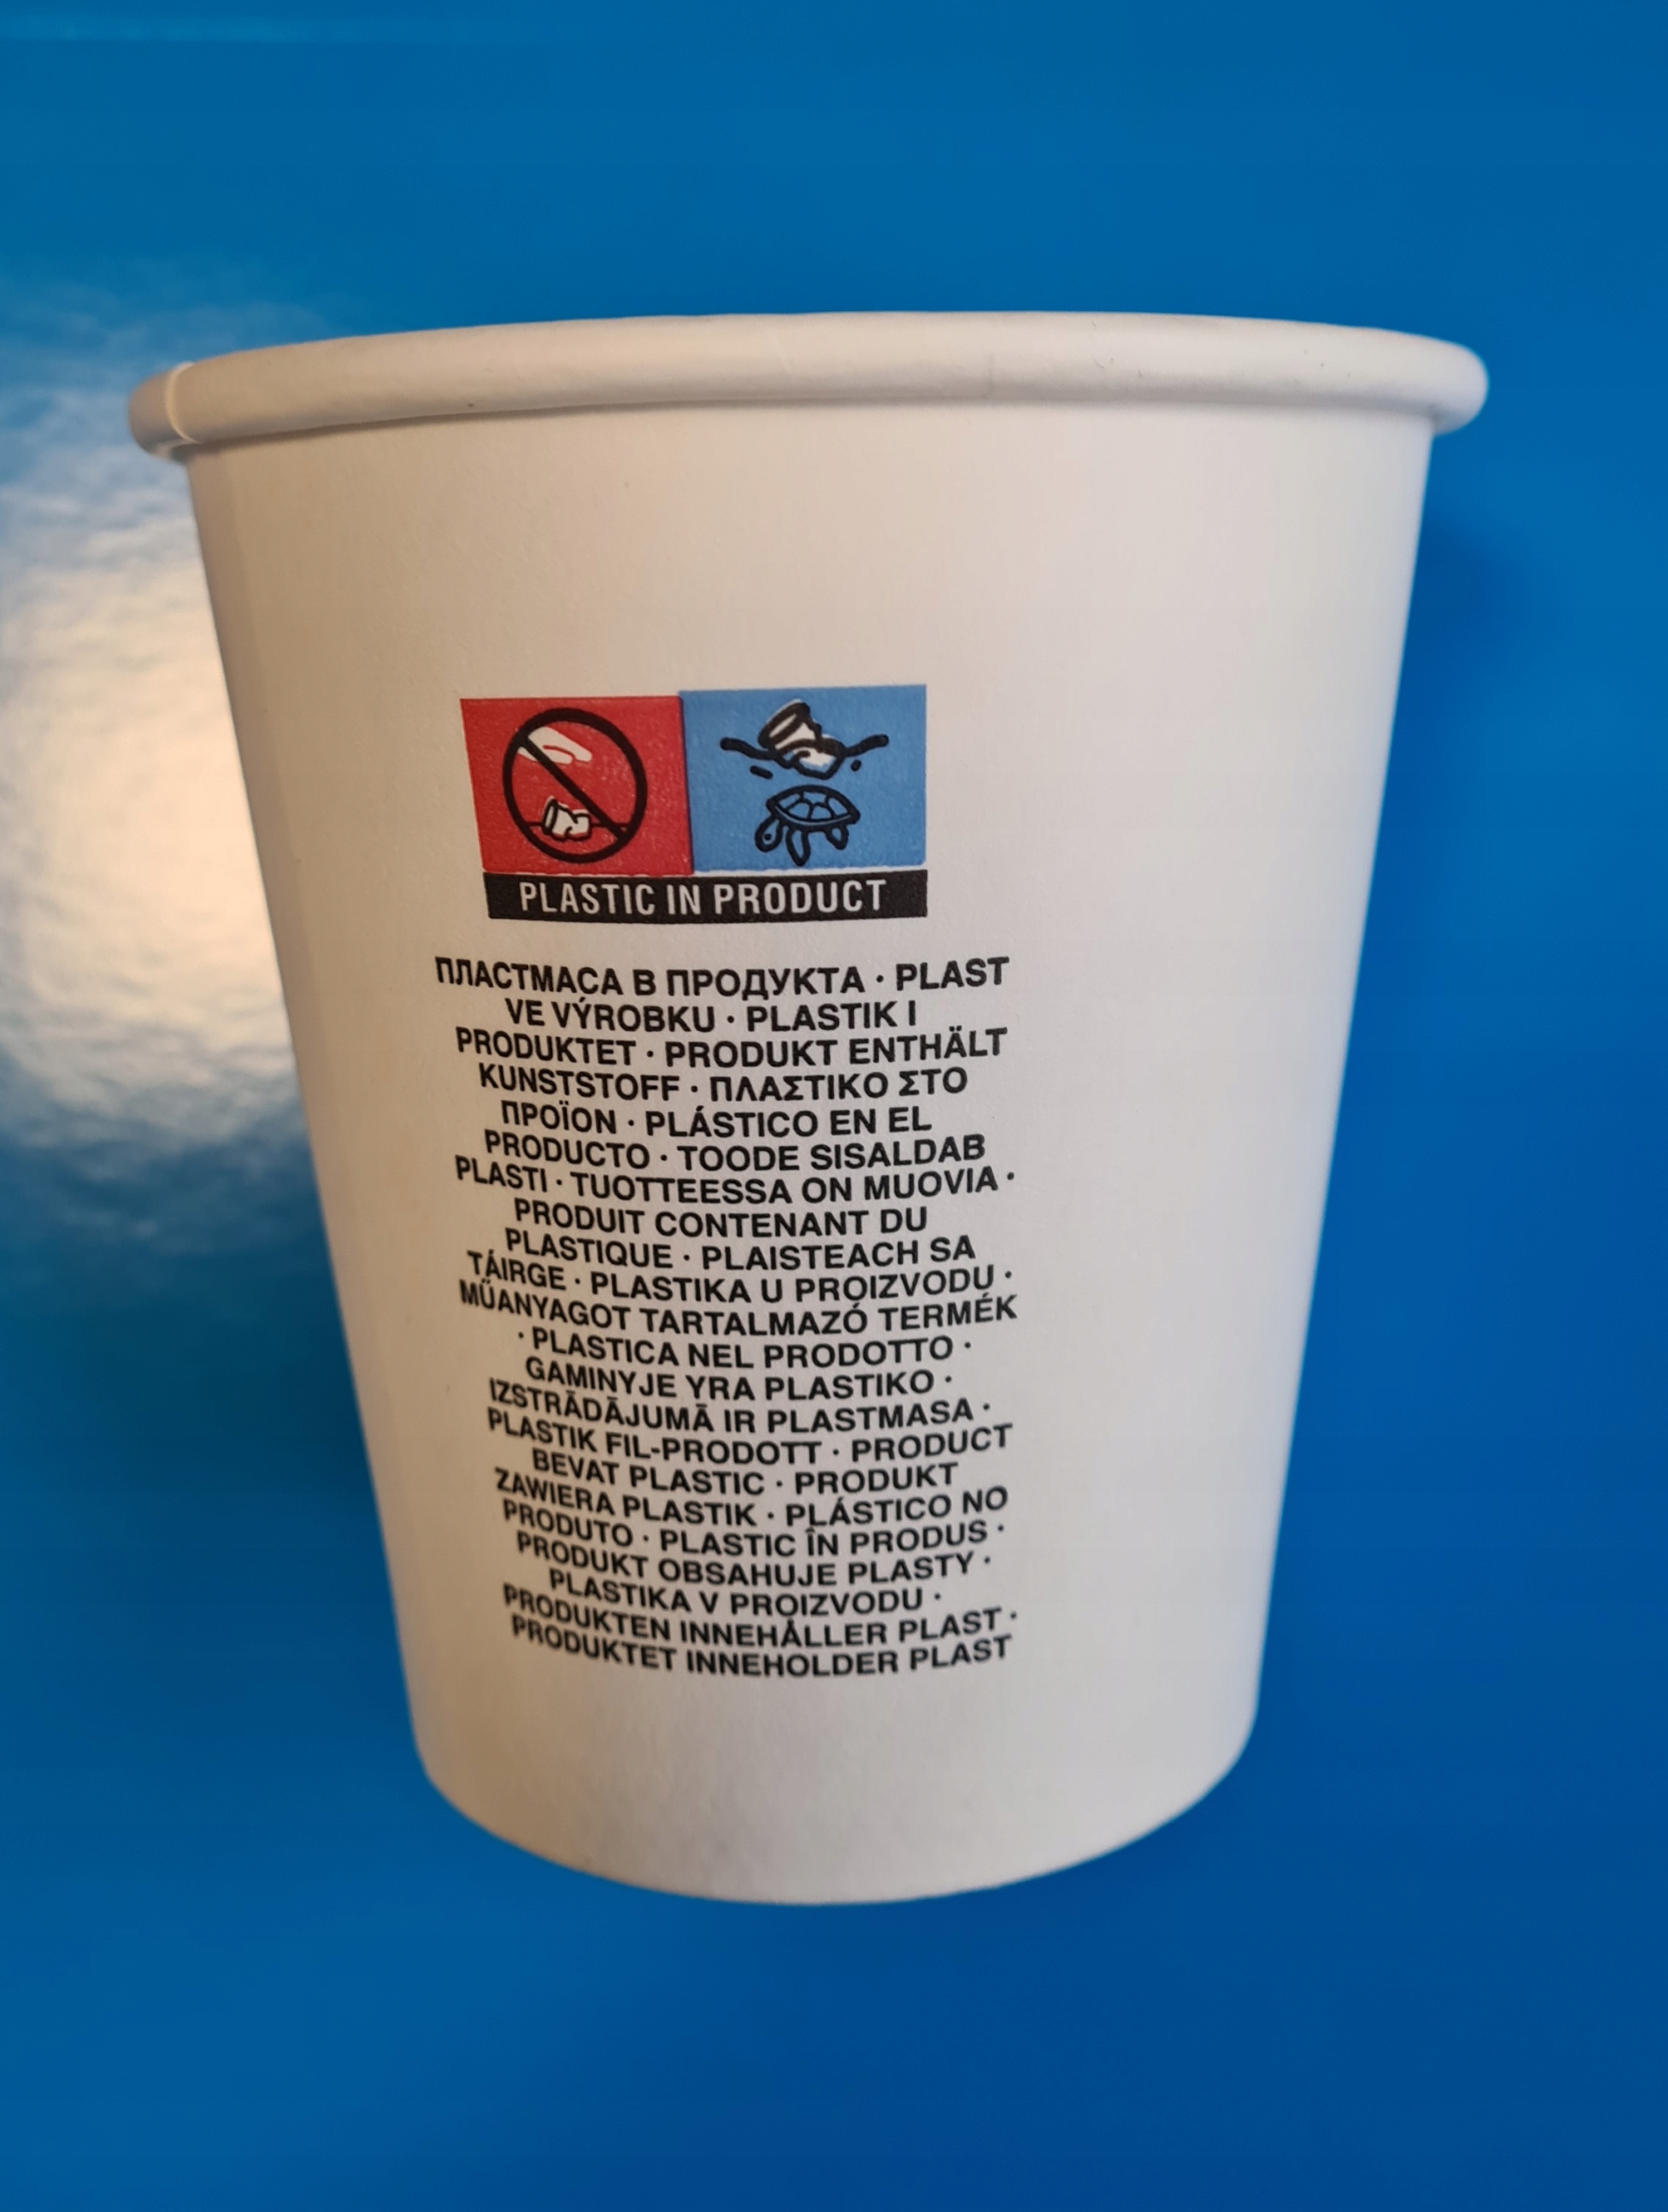 PLASTIC IN PRODUCT
ПЛАСТМАСА В ПРОДУКТА · PLAST
VE VÝROBKU · PLASTIK I
PRODUKTET · PRODUKT ENTHÄLT
KUNSTSTOFF · ΠΛΑΣΤΙΚΟ ΣΤΟ
ΠΡΟΪΟΝ · PLÁSTICO EN EL
PRODUCTO · TOODE SISALDAB
PLASTI · TUOTTEESSA ON MUOVIA ·
PRODUIT CONTENANT DU
PLASTIQUE · PLAISTEACH SA
TÁIRGE · PLASTIKA U PROIZVODU ·
MŰANYAGOT TARTALMAZÓ TERMÉK
· PLASTICA NEL PRODOTTO ·
GAMINYJE YRA PLASTIKO ·
IZSTRĀDĀJUMĀ IR PLASTMASA ·
PLASTIK FIL-PRODOTT · PRODUCT
BEVAT PLASTIC · PRODUKT
ZAWIERA PLASTIK · PLÁSTICO NO
PRODUTO · PLASTIC ÎN PRODUS ·
PRODUKT OBSAHUJE PLASTY ·
PLASTIKA V PROIZVODU ·
PRODUKTEN INNEHÅLLER PLAST ·
PRODUKTET INNEHOLDER PLAST